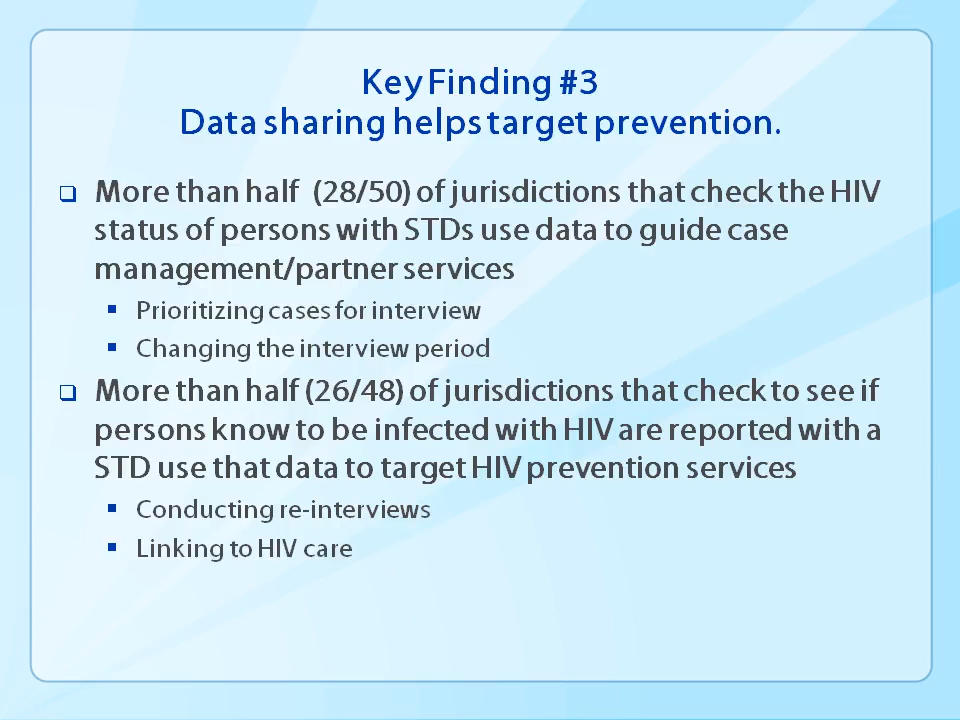 Key Finding #3
Data sharing helps target prevention.
❑ More than half (28/50) of jurisdictions that check the HIV
status of persons with STDs use data to guide case
management/partner services
▪ Prioritizing cases for interview
▪ Changing the interview period
❑ More than half (26/48) of jurisdictions that check to see if
persons know to be infected with HIV are reported with a
STD use that data to target HIV prevention services
▪ Conducting re-interviews
▪ Linking to HIV care